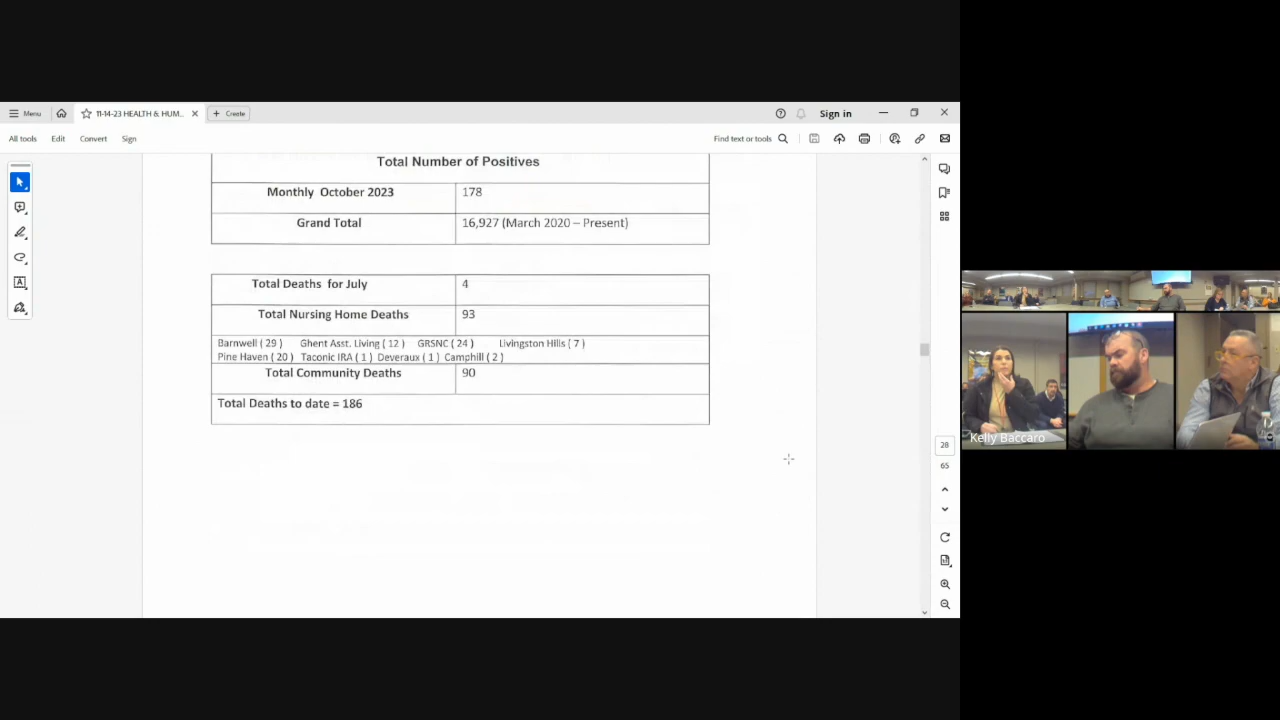 Menu
11-14-23 HEALTH & HUM...
Create
Sign in
All tools Edit Convert Sign
Find text or tools
Total Number of Positives
Monthly October 2023 178
Grand Total 16,927 (March 2020 – Present)
Total Deaths for July 4
Total Nursing Home Deaths 93
Barnwell ( 29 ) Ghent Asst. Living ( 12 ) GRSNC ( 24 ) Livingston Hills ( 7 )
Pine Haven ( 20 ) Taconic IRA ( 1 ) Deveraux ( 1 ) Camphill ( 2 )
Total Community Deaths 90
Total Deaths to date = 186
28
65
Kelly Baccaro